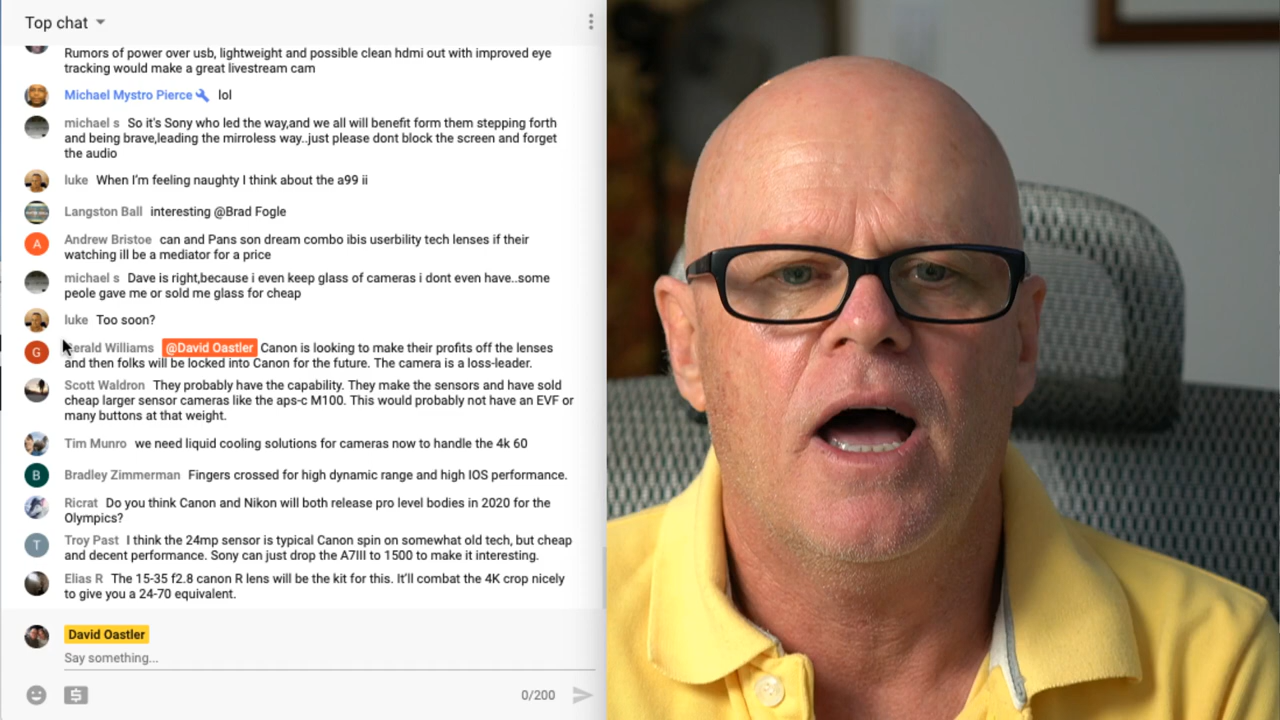 Top chat
Rumors of power over usb, lightweight and possible clean hdmi out with improved eye
tracking would make a great livestream cam
Michael Mystro Pierce lol
michael s So it's Sony who led the way,and we all will benefit form them stepping forth
and being brave,leading the mirroless way..just please dont block the screen and forget
the audio
luke When I'm feeling naughty I think about the a99 ii
Langston Ball interesting @Brad Fogle
A Andrew Bristoe can and Pans son dream combo ibis userbility tech lenses if their
watching ill be a mediator for a price
michael s Dave is right,because i even keep glass of cameras i dont even have..some
peole gave me or sold me glass for cheap
luke Too soon?
G erald Williams @David Oastler Canon is looking to make their profits off the lenses
and then folks will be locked into Canon for the future. The camera is a loss-leader.
Scott Waldron They probably have the capability. They make the sensors and have sold
cheap larger sensor cameras like the aps-c M100. This would probably not have an EVF or
many buttons at that weight.
Tim Munro we need liquid cooling solutions for cameras now to handle the 4k 60
B Bradley Zimmerman Fingers crossed for high dynamic range and high IOS performance.
Ricrat Do you think Canon and Nikon will both release pro level bodies in 2020 for the
Olympics?
T Troy Past I think the 24mp sensor is typical Canon spin on somewhat old tech, but cheap
and decent performance. Sony can just drop the A7III to 1500 to make it interesting.
Elias R The 15-35 f2.8 canon R lens will be the kit for this. It'll combat the 4K crop nicely
to give you a 24-70 equivalent.
David Oastler
Say something...
$ 0/200